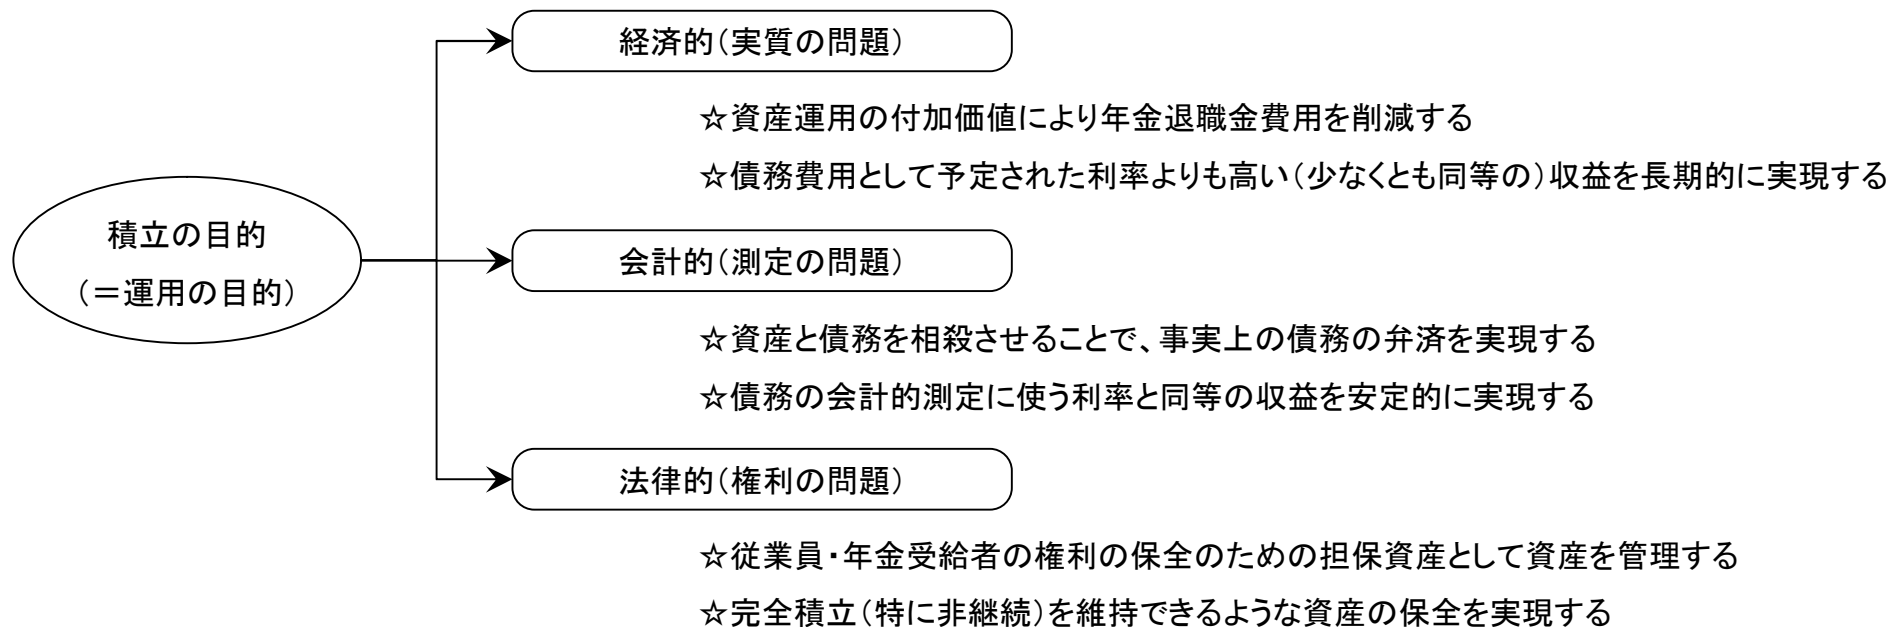 経済的(実質の問題)
☆資産運用の付加価値により年金退職金費用を削減する
☆債務費用として予定された利率よりも高い(少なくとも同等の)収益を長期的に実現する
積立の目的
(=運用の目的)
会計的(測定の問題)
☆資産と債務を相殺させることで、事実上の債務の弁済を実現する
☆債務の会計的測定に使う利率と同等の収益を安定的に実現する
法律的(権利の問題)
☆従業員・年金受給者の権利の保全のための担保資産として資産を管理する
☆完全積立(特に非継続)を維持できるような資産の保全を実現する